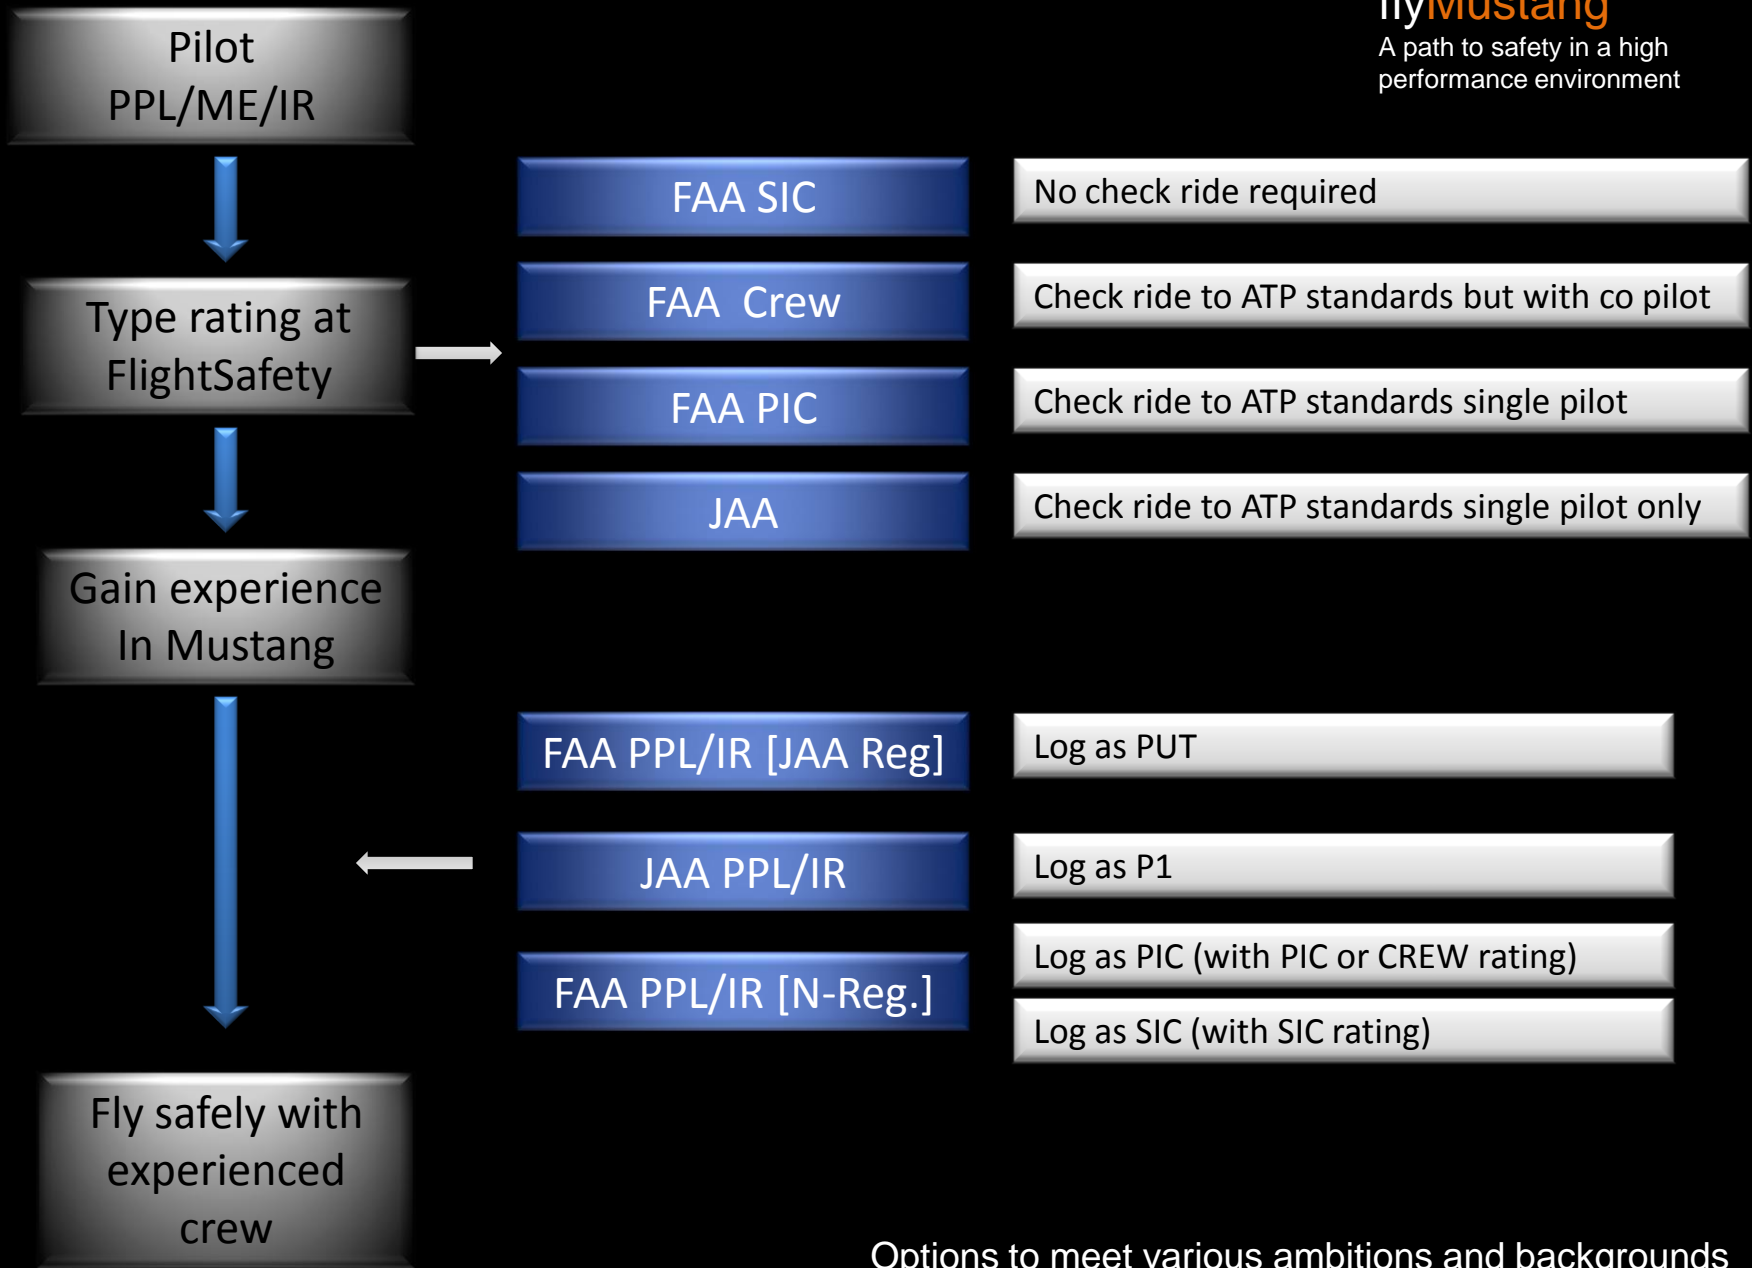 flyMustang
A path to safety in a high
performance environment
Pilot
PPL/ME/IR
Type rating at
FlightSafety
FAA SIC
No check ride required
FAA Crew
Check ride to ATP standards but with co pilot
FAA PIC
Check ride to ATP standards single pilot
JAA
Check ride to ATP standards single pilot only
Gain experience
In Mustang
FAA PPL/IR [JAA Reg]
Log as PUT
JAA PPL/IR
Log as P1
FAA PPL/IR [N-Reg.]
Log as PIC (with PIC or CREW rating)
Log as SIC (with SIC rating)
Fly safely with
experienced
crew
Options to meet various ambitions and backgrounds